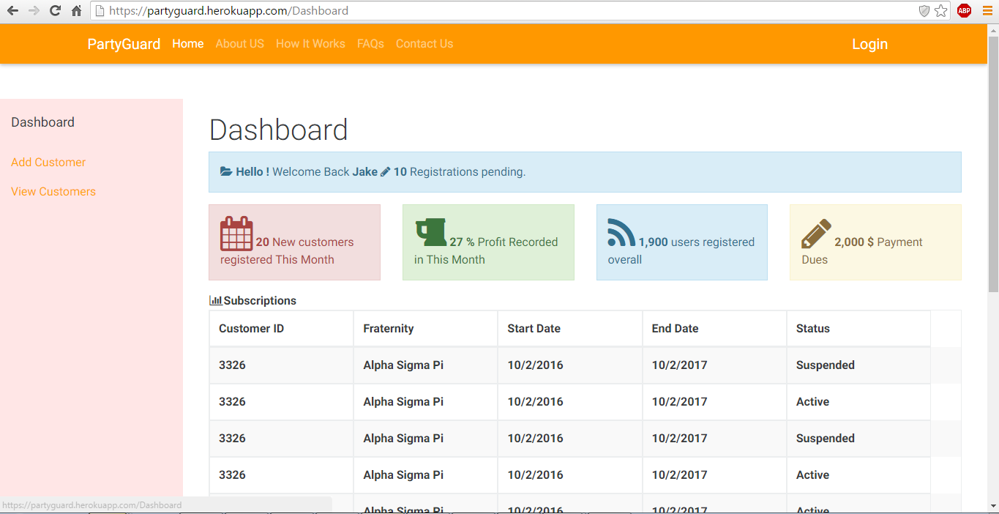 https://partyguard.herokuapp.com/Dashboard
ABP
PartyGuard Home About US How It Works FAQs Contact Us Login
Dashboard
Add Customer
View Customers
Dashboard
Hello ! Welcome Back Jake 10 Registrations pending.
20 New customers
registered This Month
27 % Profit Recorded
in This Month
1,900 users registered
overall
2,000 $ Payment
Dues
Subscriptions
Customer ID Fraternity Start Date End Date Status
3326 Alpha Sigma Pi 10/2/2016 10/2/2017 Suspended
3326 Alpha Sigma Pi 10/2/2016 10/2/2017 Active
3326 Alpha Sigma Pi 10/2/2016 10/2/2017 Suspended
3326 Alpha Sigma Pi 10/2/2016 10/2/2017 Active
Alpha Sigma Pi 10/2/2016 10/2/2017 Active
https://partyguard.herokuapp.com/Dashboard